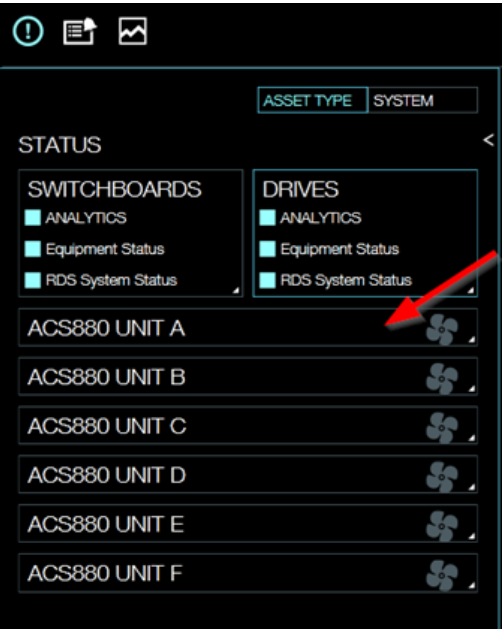 ASSET TYPE SYSTEM
STATUS <
SWITCHBOARDS
ANALYTICS
Equipment Status
RDS System Status
DRIVES
ANALYTICS
Equipment Status
RDS System Status
ACS880 UNIT A
ACS880 UNIT B
ACS880 UNIT C
ACS880 UNIT D
ACS880 UNIT E
ACS880 UNIT F